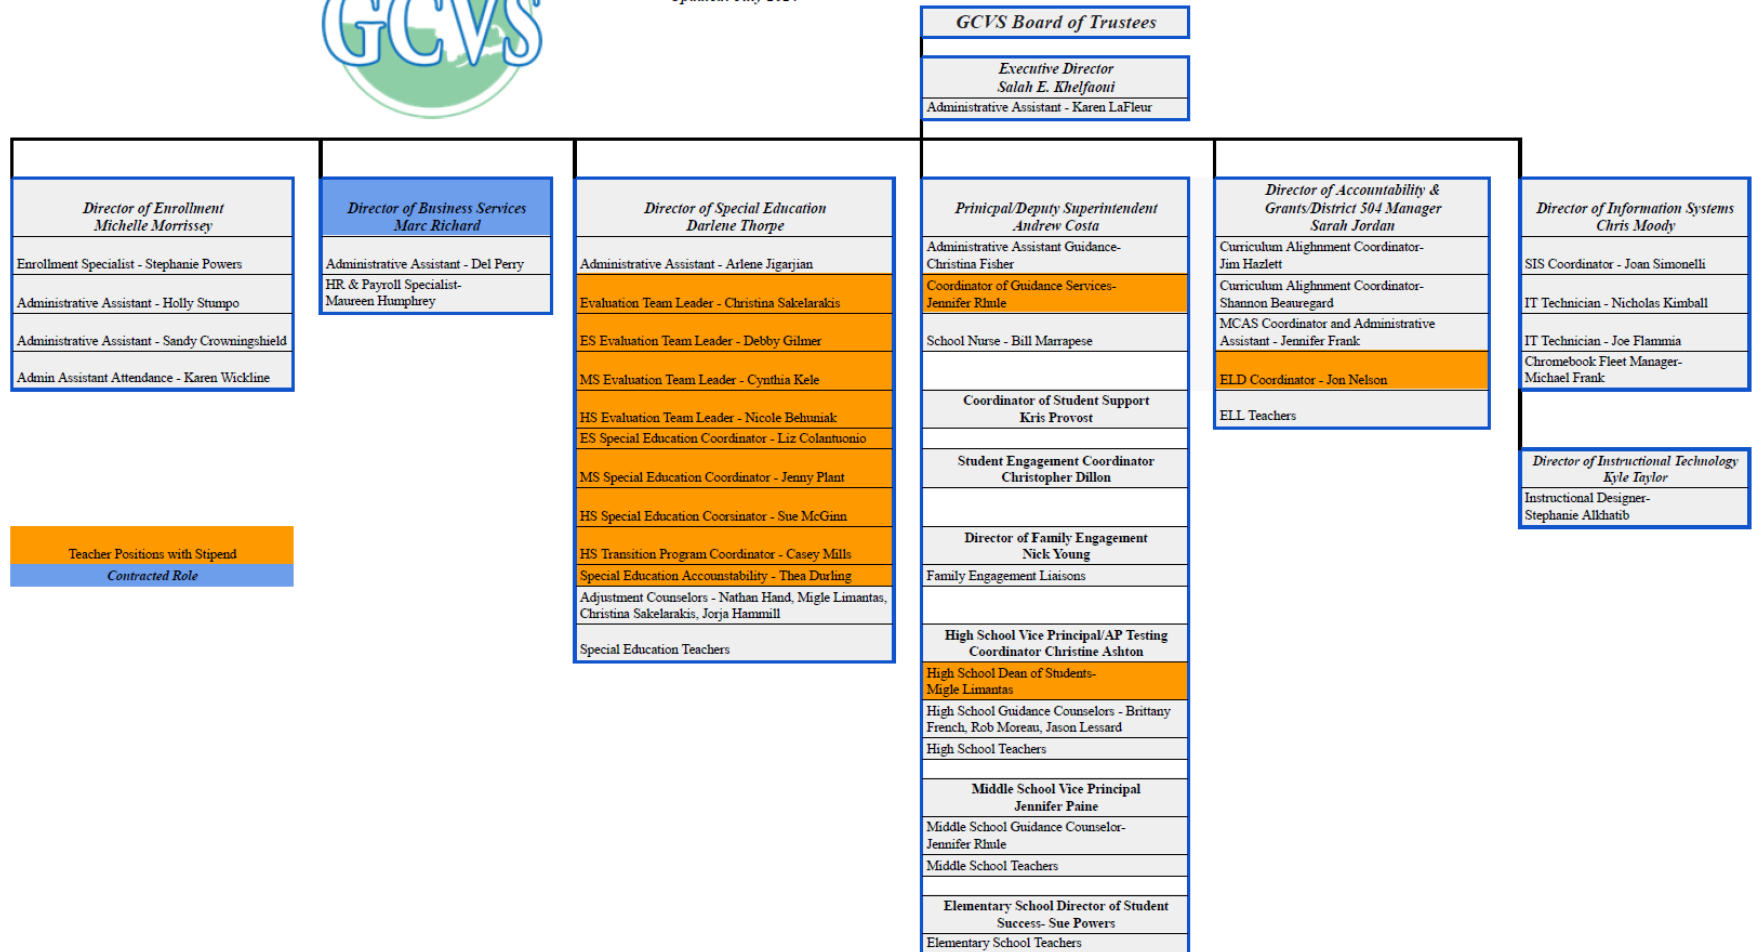 GCVS
GCVS Board of Trustees
Executive Director
Salah E. Khelfaoui
Administrative Assistant - Karen LaFleur
Director of Enrollment
Michelle Morrissey
Enrollment Specialist - Stephanie Powers
Administrative Assistant - Holly Stumpo
Administrative Assistant - Sandy Crowningshield
Admin Assistant Attendance - Karen Wickline
Teacher Positions with Stipend
Contracted Role
Director of Business Services
Marc Richard
Administrative Assistant - Del Perry
HR & Payroll Specialist-
Maureen Humphrey
Director of Special Education
Darlene Thorpe
Administrative Assistant - Arlene Jigarjian
Evaluation Team Leader - Christina Sakelarakis
ES Evaluation Team Leader - Debby Gilmer
MS Evaluation Team Leader - Cynthia Kele
HS Evaluation Team Leader - Nicole Behuniak
ES Special Education Coordinator - Liz Colantuonio
MS Special Education Coordinator - Jenny Plant
HS Special Education Coorsinator - Sue McGinn
HS Transition Program Coordinator - Casey Mills
Special Education Accounstability - Thea Durling
Adjustment Counselors - Nathan Hand, Migle Limantas,
Christina Sakelarakis, Jorja Hammill
Special Education Teachers
Prinicpal/Deputy Superintendent
Andrew Costa
Administrative Assistant Guidance-
Christina Fisher
Coordinator of Guidance Services-
Jennifer Rhule
School Nurse - Bill Marrapese
Coordinator of Student Support
Kris Provost
Student Engagement Coordinator
Christopher Dillon
Director of Family Engagement
Nick Young
Family Engagement Liaisons
High School Vice Principal/AP Testing
Coordinator Christine Ashton
High School Dean of Students-
Migle Limantas
High School Guidance Counselors - Brittany
French, Rob Moreau, Jason Lessard
High School Teachers
Middle School Vice Principal
Jennifer Paine
Middle School Guidance Counselor-
Jennifer Rhule
Middle School Teachers
Elementary School Director of Student
Success- Sue Powers
Elementary School Teachers
Director of Accountability &
Grants/District 504 Manager
Sarah Jordan
Curriculum Alighnment Coordinator-
Jim Hazlett
Curriculum Alighnment Coordinator-
Shannon Beauregard
MCAS Coordinator and Administrative
Assistant - Jennifer Frank
ELD Coordinator - Jon Nelson
ELL Teachers
Director of Information Systems
Chris Moody
SIS Coordinator - Joan Simonelli
IT Technician - Nicholas Kimball
IT Technician - Joe Flammia
Chromebook Fleet Manager-
Michael Frank
Director of Instructional Technology
Kyle Taylor
Instructional Designer-
Stephanie Alkhatib